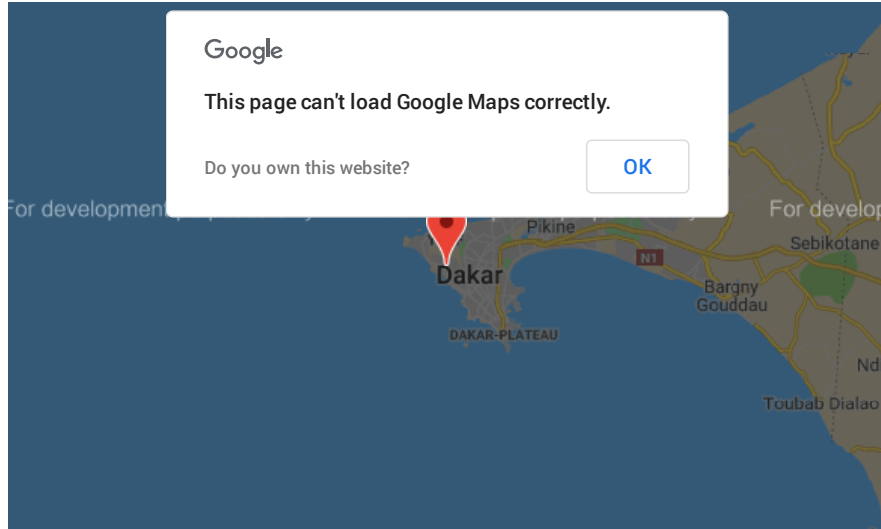 Google
This page can't load Google Maps correctly.
Do you own this website?
OK
For development
For develop
Pikine
Sebikotane
N1
Dakar
Bargny
Gouddau
DAKAR-PLATEAU
Nd
Toubab Dialao